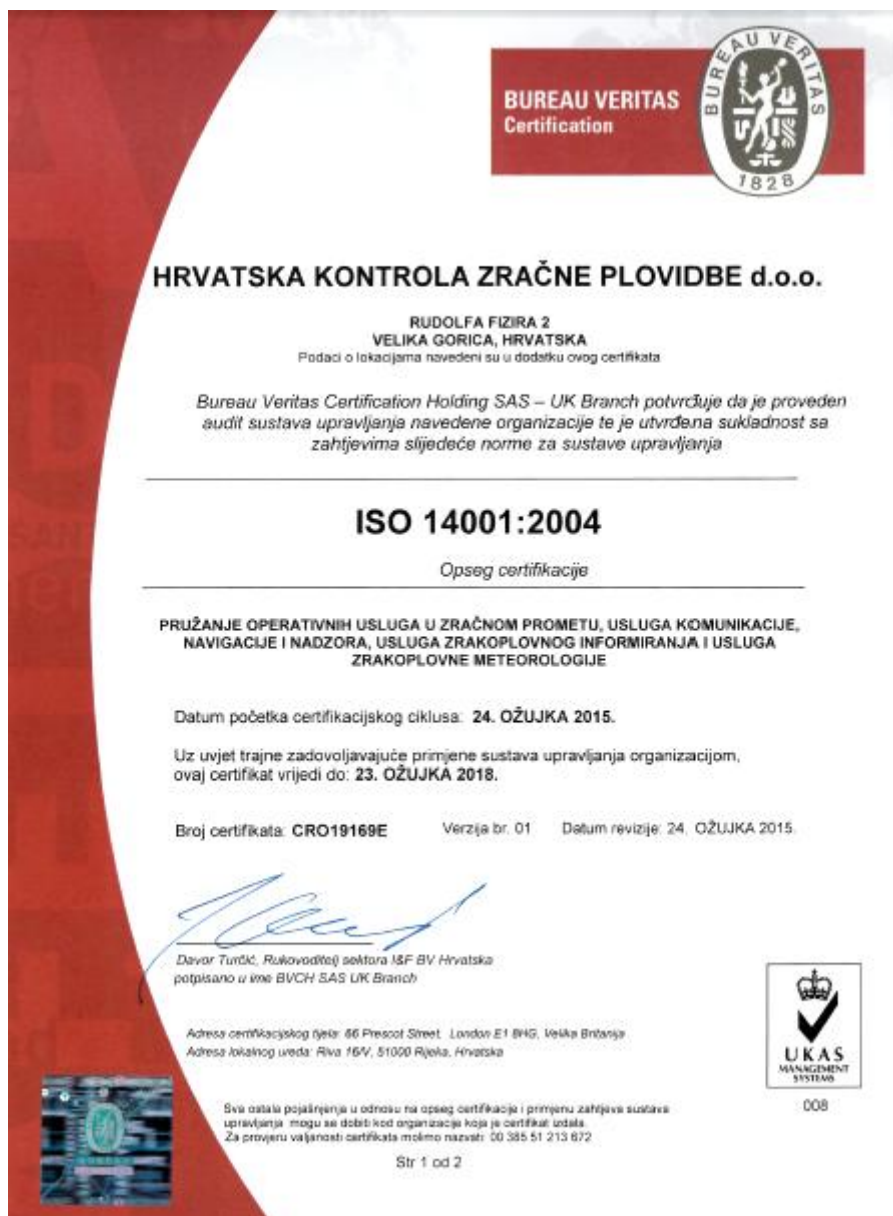 BUREAU VERITAS
Certification
BUREAU VERITAS
1828
HRVATSKA KONTROLA ZRAČNE PLOVIDBE d.o.o.
RUDOLFA FIZIRA 2
VELIKA GORICA, HRVATSKA
Podaci o lokacijama navedeni su u dodatku ovog certifikata
Bureau Veritas Certification Holding SAS – UK Branch potvrđuje da je proveden
audit sustava upravljanja navedene organizacije te je utvrđena sukladnost sa
zahtjevima slijedeće norme za sustave upravljanja
ISO 14001:2004
Opseg certifikacije
PRUŽANJE OPERATIVNIH USLUGA U ZRAČNOM PROMETU, USLUGA KOMUNIKACIJE,
NAVIGACIJE I NADZORA, USLUGA ZRAKOPLOVNOG INFORMIRANJA I USLUGA
ZRAKOPLOVNE METEOROLOGIJE
Datum početka certifikacijskog ciklusa: 24. OŽUJKA 2015.
Uz uvjet trajne zadovoljavajuće primjene sustava upravljanja organizacijom,
ovaj certifikat vrijedi do: 23. OŽUJKA 2018.
Broj certifikata: CRO19169E Verzija br. 01 Datum revizije: 24. OŽUJKA 2015.
Davor Turčić, Rukovoditelj sektora I&F BV Hrvatska
potpisano u ime BVCH SAS UK Branch
Adresa certifikacijskog tijela: 66 Prescot Street, London E1 8HG, Velika Britanija
Adresa lokalnog ureda: Riva 16/V, 51000 Rijeka, Hrvatska
UKAS
MANAGEMENT
SYSTEMS
008
Sva ostala pojašnjenja u odnosu na opseg certifikacije i primjenu zahtjeva sustava
upravljanja mogu se dobiti kod organizacije koja je certifikat izdala.
Za provjeru valjanosti certifikata molimo nazvati: 00 385 51 213 672
Str 1 od 2